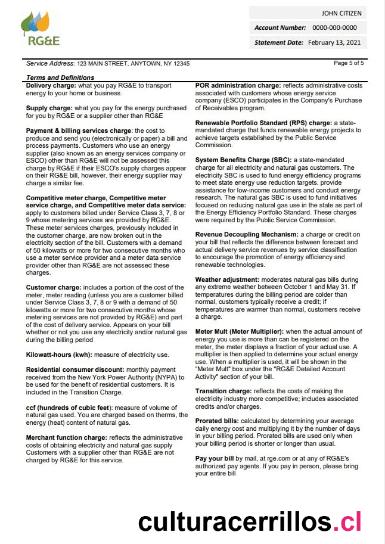 RG&E
JOHN CITIZEN
Account Number: 0000-000-0000
Statement Date: February 13, 2021
Service Address: 123 MAIN STREET, ANYTOWN, NY 12345
Page 5 of 5
Terms and Definitions
Delivery charge: what you pay RG&E to transport
energy to your home or business.
Supply charge: what you pay for the energy purchased
for you by RG&E or a supplier other than RG&E
Payment & billing services charge: the cost to
produce and send you (electronically or paper) a bill and
process payments. Customers who use an energy
supplier (also known as an energy services company or
ESCO) other than RG&E will not be assessed this
charge by RG&E if their ESCO's supply charges appear
on their RG&E bill, however, their energy supplier may
charge a similar fee.
Competitive meter charge, Competitive meter
service charge, and Competitive meter data service:
apply to customers billed under Service Class 3, 7, 8 or
9 whose metering services are provided by RG&E.
These meter services charges, previously included in
the customer charge, are now broken out in the
electricity section of the bill. Customers with a demand
of 50 kilowatts or more for two consecutive months who
use a meter service provider and a meter data service
provider other than RG&E are not assessed these
charges.
Customer charge: includes a portion of the cost of the
meter, meter reading (unless you are a customer billed
under Service Class 3, 7, 8 or 9 with a demand of 50
kilowatts or more for two consecutive months whose
metering services are not provided by RG&E) and part
of the cost of delivery service. Appears on your bill
whether or not you use any electricity and/or natural gas
during the billing period
Kilowatt-hours (kwh): measure of electricity use.
Residential consumer discount: monthly payment
received from the New York Power Authority (NYPA) to
be used for the benefit of residential customers. It is
included in the Transition Charge.
ccf (hundreds of cubic feet): measure of volume of
natural gas used. You are charged based on therms, the
energy (heat) content of natural gas.
Merchant function charge: reflects the administrative
costs of obtaining electricity and natural gas supply
Customers with a supplier other than RG&E are not
charged by RG&E for this service.
POR administration charge: reflects administrative costs
associated with customers whose energy service
company (ESCO) participates in the Company's Purchase
of Receivables program.
Renewable Portfolio Standard (RPS) charge: a state-
mandated charge that funds renewable energy projects to
achieve targets established by the Public Service
Commission.
System Benefits Charge (SBC): a state-mandated
charge for all electricity and natural gas customers. The
electricity SBC is used to fund energy efficiency programs
to meet state energy use reduction targets, provide
assistance for low-income customers and conduct energy
research. The natural gas SBC is used to fund initiatives
focused on reducing natural gas use in the state as part of
the Energy Efficiency Portfolio Standard. These charges
were required by the Public Service Commission.
Revenue Decoupling Mechanism: a charge or credit on
your bill that reflects the difference between forecast and
actual delivery service revenues by service classification
to encourage the promotion of energy efficiency and
renewable technologies.
Weather adjustment: moderates natural gas bills during
any extreme weather between October 1 and May 31. If
temperatures during the billing period are colder than
normal, customers typically receive a credit; if
temperatures are warmer than normal, customers receive
a charge.
Meter Mult (Meter Multiplier): when the actual amount of
energy you use is more than can be registered on the
meter, the meter displays a fraction of your actual use. A
multiplier is then applied to determine your actual energy
use. When a multiplier is used, it will be shown in the
"Meter Mult" box under the "RG&E Detailed Account
Activity" section of your bill.
Transition charge: reflects the costs of making the
electricity industry more competitive; includes associated
credits and/or charges.
Prorated bills: calculated by determining your average
daily energy cost and multiplying it by the number of days
in your billing period. Prorated bills are used only when
your billing period is shorter or longer than usual.
Pay your bill by mail, at rge.com or at any of RG&E's
authorized pay agents. If you pay in person, please bring
your entire bill
culturacerrillos.cl